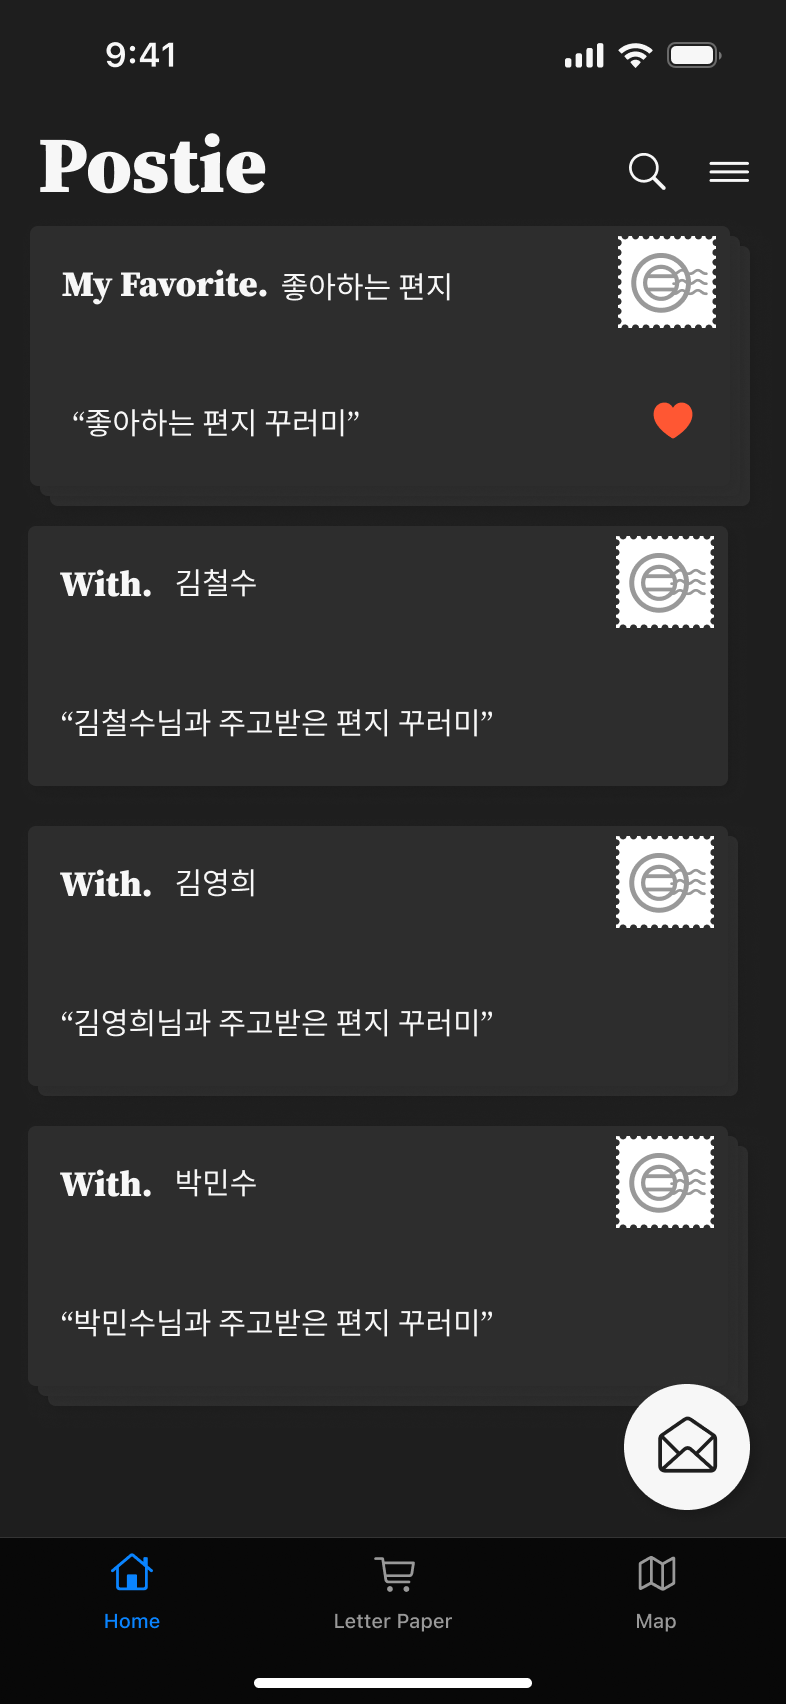 9:41
Postie
My Favorite. 좋아하는 편지
“좋아하는 편지 꾸러미”
With. 김철수
“김철수님과 주고받은 편지 꾸러미”
With. 김영희
“김영희님과 주고받은 편지 꾸러미”
With. 박민수
“박민수님과 주고받은 편지 꾸러미”
Home Letter Paper Map